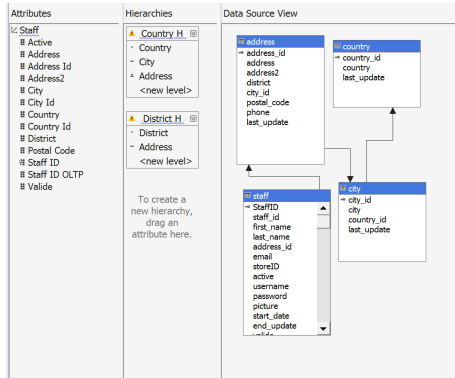 Attributes
Staff
Active
Address
Address Id
Address2
City
City Id
Country
Country Id
District
Postal Code
Staff ID
Staff ID OLTP
Valide
Hierarchies
Country H
Country
City
Address
<new level>
District H
District
Address
<new level>
To create a
new hierarchy,
drag an
attribute here.
Data Source View
address
address_id
address
address2
district
city_id
postal_code
phone
last_update
country
country_id
country
last_update
staff
StaffID
staff_id
first_name
last_name
address_id
email
storeID
active
username
password
picture
start_date
end_update
city
city_id
city
country_id
last_update